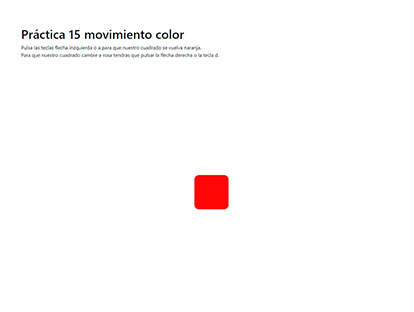 Práctica 15 movimiento color
Pulsa las teclas flecha inzquierda o a para que nuestro cuadrado se vuelva naranja.
Para que nuestro cuadrado cambie a rosa tendras que pulsar la flecha derecha o la tecla d.